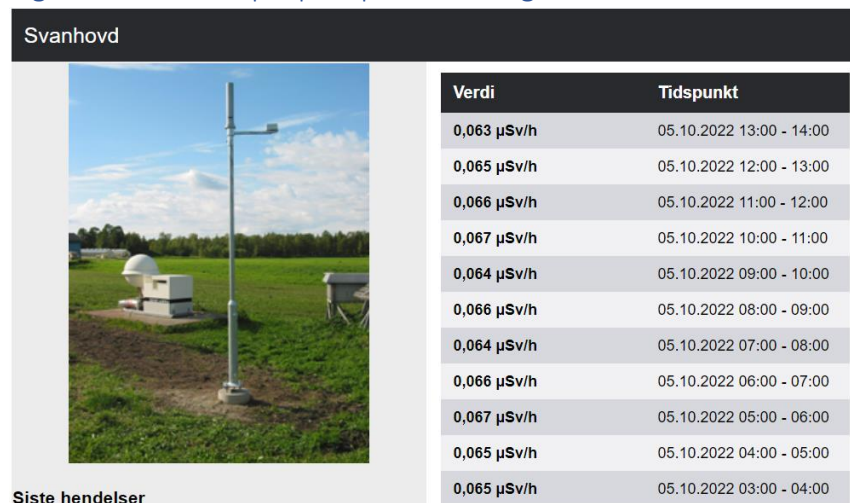 Svanhovd
Verdi Tidspunkt
0,063 µSv/h 05.10.2022 13:00 - 14:00
0,065 µSv/h 05.10.2022 12:00 - 13:00
0,066 µSv/h 05.10.2022 11:00 - 12:00
0,067 µSv/h 05.10.2022 10:00 - 11:00
0,064 µSv/h 05.10.2022 09:00 - 10:00
0,066 µSv/h 05.10.2022 08:00 - 09:00
0,064 µSv/h 05.10.2022 07:00 - 08:00
0,066 µSv/h 05.10.2022 06:00 - 07:00
0,067 µSv/h 05.10.2022 05:00 - 06:00
0,065 µSv/h 05.10.2022 04:00 - 05:00
0,065 µSv/h 05.10.2022 03:00 - 04:00
Siste hendelser